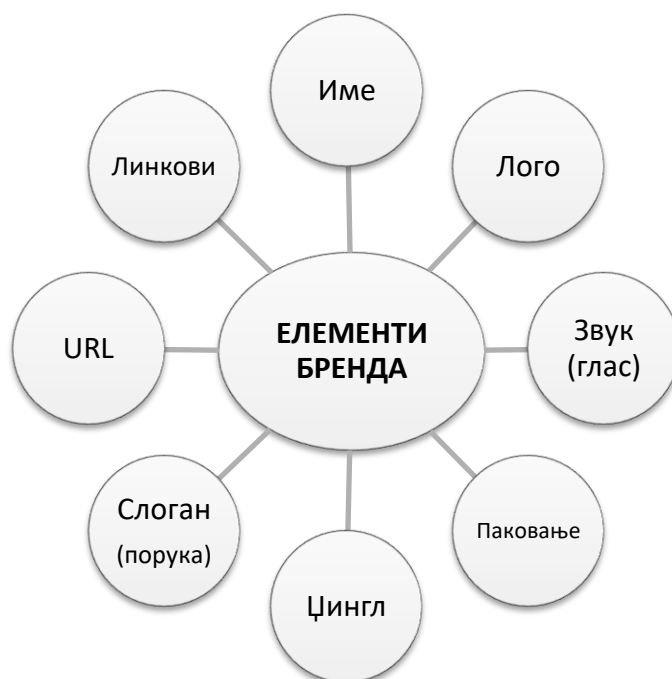 Име
Лого
Звук
(глас)
Паковање
Џингл
Слоган
(порука)
URL
Линкови
ЕЛЕМЕНТИ
БРЕНДА